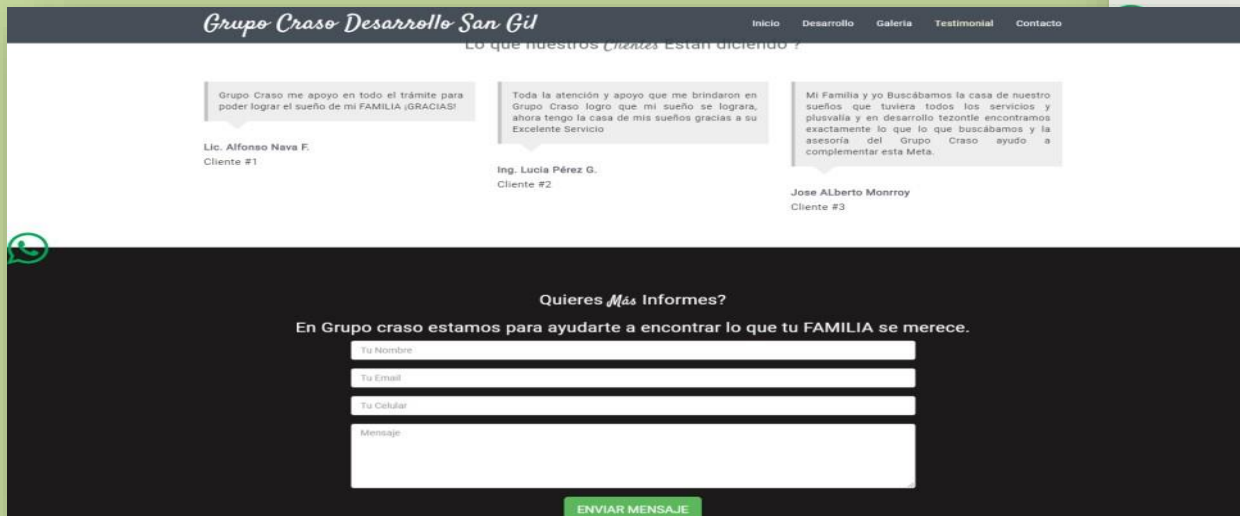 Grupo Craso Desarrollo San Gil
Inicio Desarrollo Galeria Testimonial Contacto
Lo que nuestros Clientes Están diciendo ?
Grupo Craso me apoyo en todo el trámite para
poder lograr el sueño de mi FAMILIA ¡GRACIAS!
Lic. Alfonso Nava F.
Cliente #1
Toda la atención y apoyo que me brindaron en
Grupo Craso logro que mi sueño se lograra,
ahora tengo la casa de mis sueños gracias a su
Excelente Servicio
Ing. Lucia Pérez G.
Cliente #2
Mi Familia y yo Buscábamos la casa de nuestro
sueños que tuviera todos los servicios y
plusvalía y en desarrollo tezontle encontramos
exactamente lo que lo que buscábamos y la
asesoría del Grupo Craso ayudo a
complementar esta Meta.
Jose ALberto Monrroy
Cliente #3
Quieres Más Informes?
En Grupo craso estamos para ayudarte a encontrar lo que tu FAMILIA se merece.
Tu Nombre
Tu Email
Tu Celular
Mensaje
ENVIAR MENSAJE